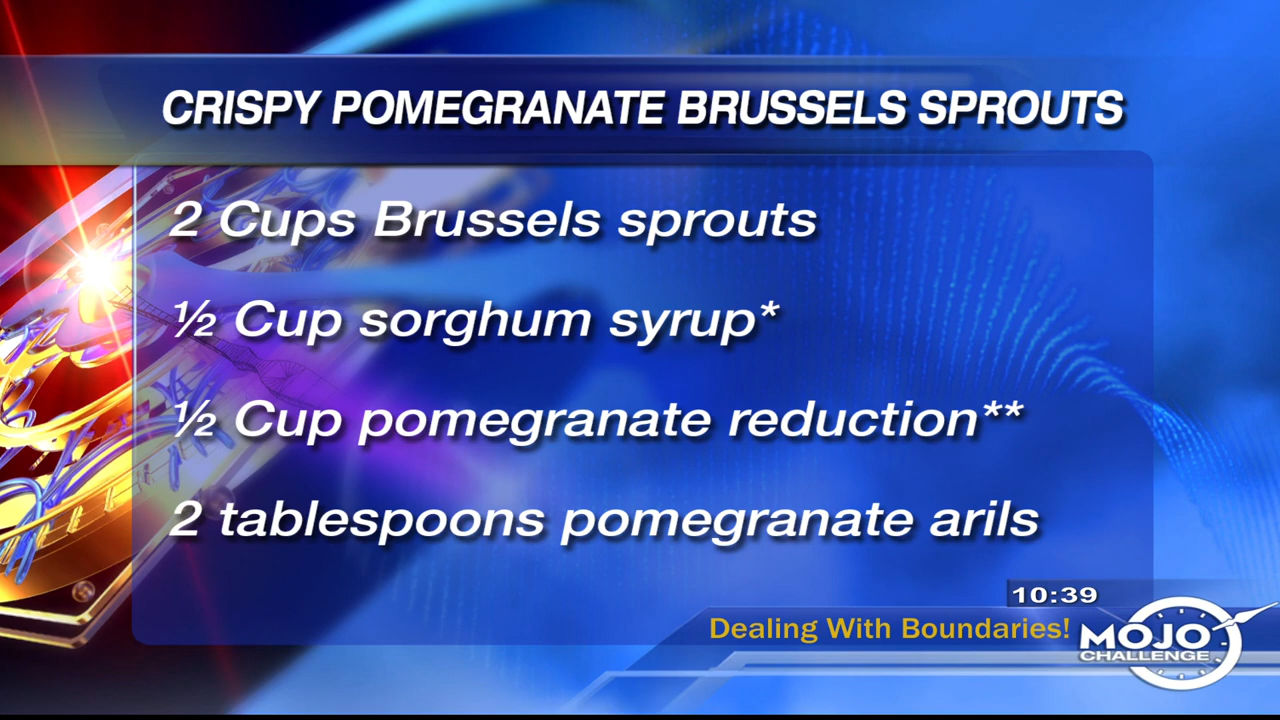 CRISPY POMEGRANATE BRUSSELS SPROUTS
2 Cups Brussels sprouts
½ Cup sorghum syrup*
½ Cup pomegranate reduction**
2 tablespoons pomegranate arils
10:39
Dealing With Boundaries!
MOJO
CHALLENGE